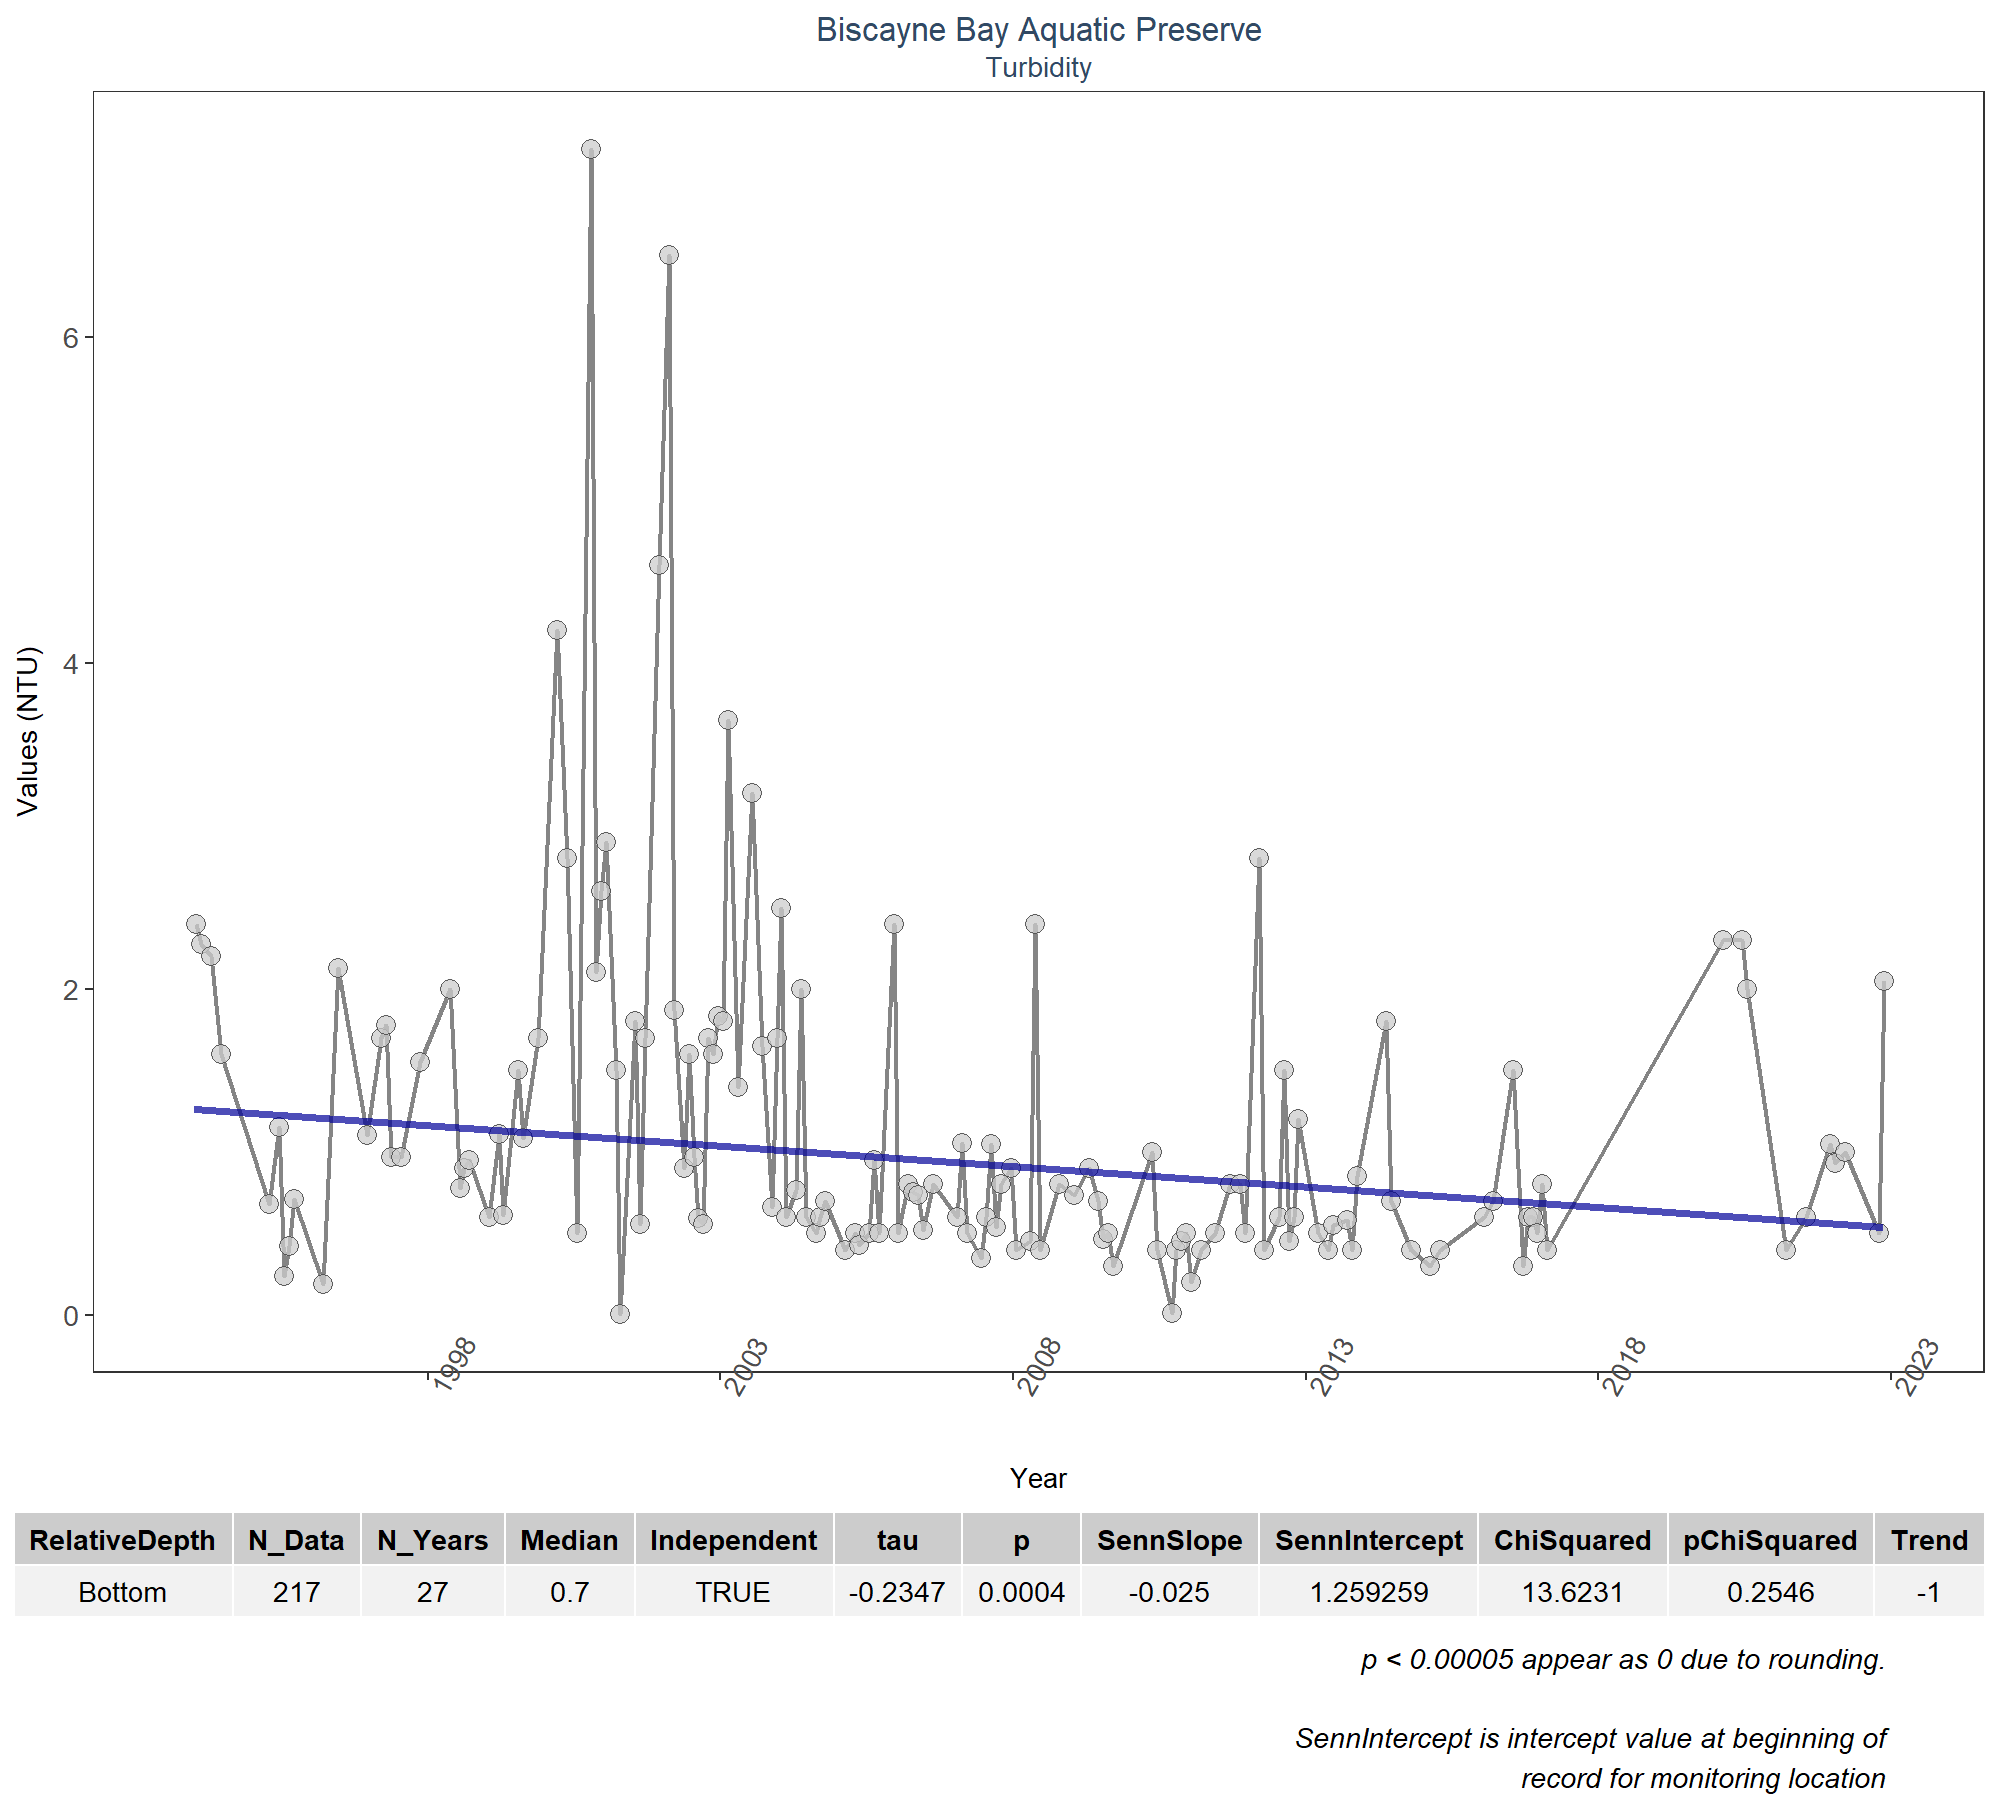 Biscayne Bay Aquatic Preserve
Turbidity
Values (NTU)
6
4
2
0
1998 2003 2008 2013 2018 2023
Year
RelativeDepth N_Data N_Years Median Independent tau p SennSlope SennIntercept ChiSquared pChiSquared Trend
Bottom 217 27 0.7 TRUE -0.2347 0.0004 -0.025 1.259259 13.6231 0.2546 -1
p < 0.00005 appear as 0 due to rounding.
SennIntercept is intercept value at beginning of
record for monitoring location